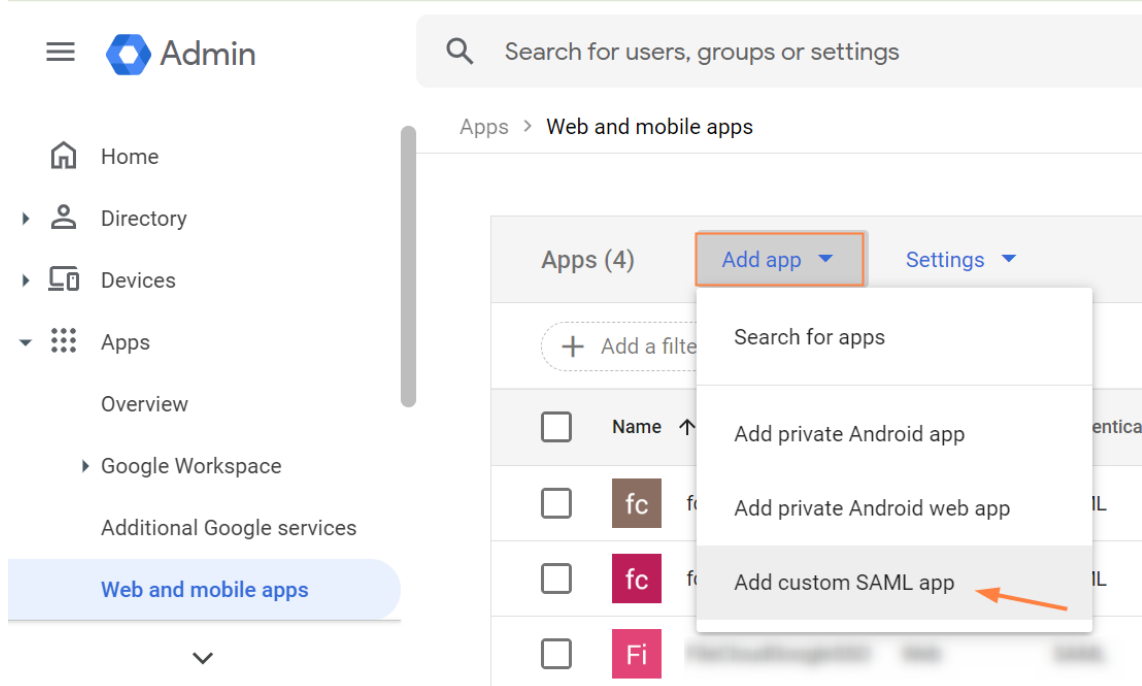 Admin
Search for users, groups or settings
Apps > Web and mobile apps
Home
Directory
Devices
Apps
Overview
Google Workspace
Additional Google services
Web and mobile apps
Apps (4)
Add app
Settings
Add a filte
Search for apps
Add private Android app
Add private Android web app
Add custom SAML app
Name
entica
fc
fc
Fi